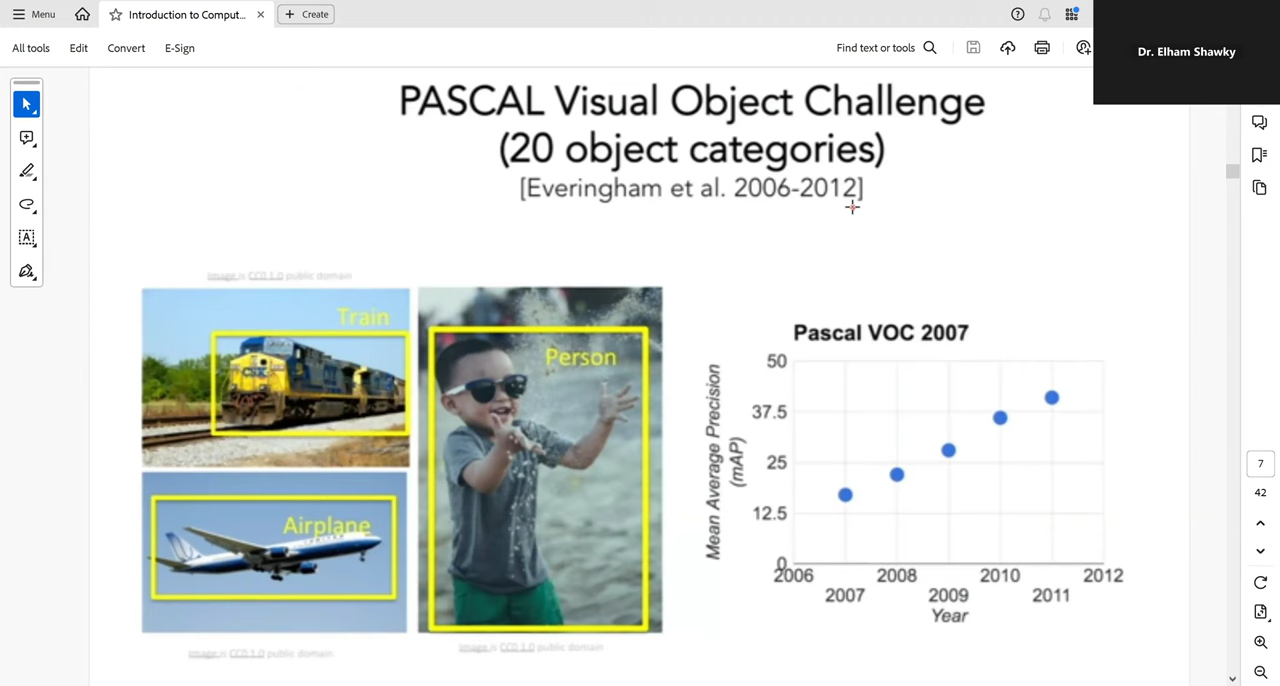 Menu
Introduction to Comput...
Create
All tools
Edit
Convert
E-Sign
Find text or tools
Dr. Elham Shawky
PASCAL Visual Object Challenge
(20 object categories)
[Everingham et al. 2006-2012]
Image is CC0 1.0 public domain
Train
CSX
Person
Airplane
Image is CC0 1.0 public domain
Image is CC0 1.0 public domain
Pascal VOC 2007
Mean Average Precision
(mAP)
50
37.5
25
12.5
0
2006
2007
2008
2009
2010
2011
2012
Year
7
42